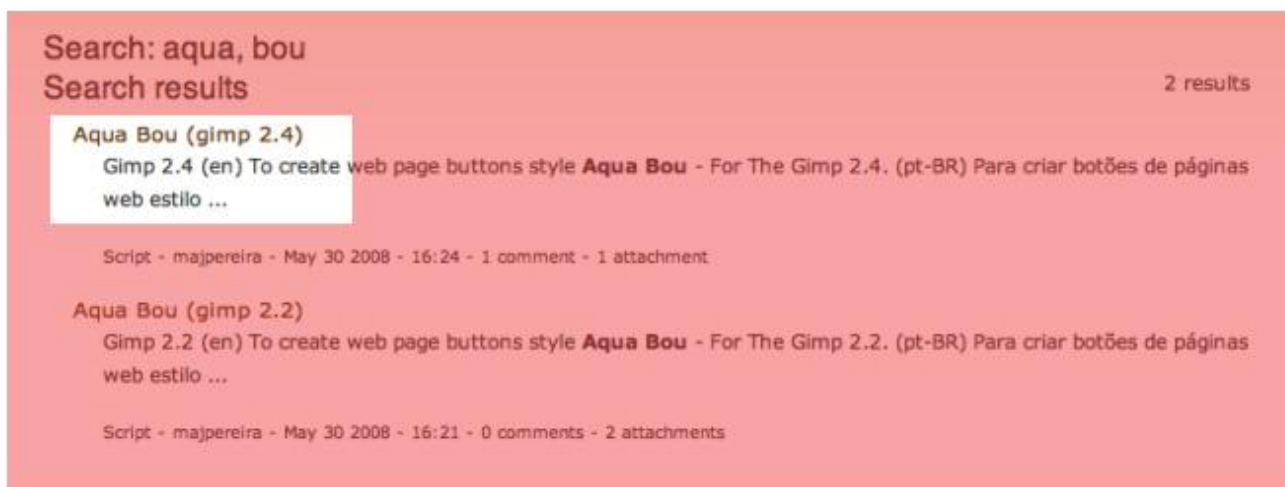 Search: aqua, bou
Search results
2 results
Aqua Bou (gimp 2.4)
Gimp 2.4 (en) To create web page buttons style Aqua Bou - For The Gimp 2.4. (pt-BR) Para criar botões de páginas
web estilo ...
Script - majpereira - May 30 2008 - 16:24 - 1 comment - 1 attachment
Aqua Bou (gimp 2.2)
Gimp 2.2 (en) To create web page buttons style Aqua Bou - For The Gimp 2.2. (pt-BR) Para criar botões de páginas
web estilo ...
Script - majpereira - May 30 2008 - 16:21 - 0 comments - 2 attachments